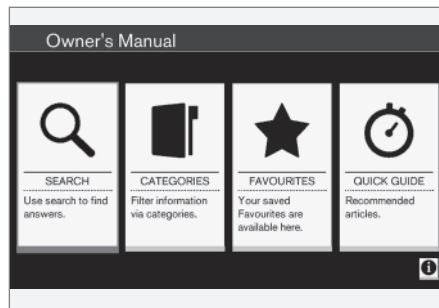 Owner's Manual
SEARCH
Use search to find
answers.
CATEGORIES
Filter information
via categories.
FAVOURITES
Your saved
Favourites are
available here.
QUICK GUIDE
Recommended
articles.
i